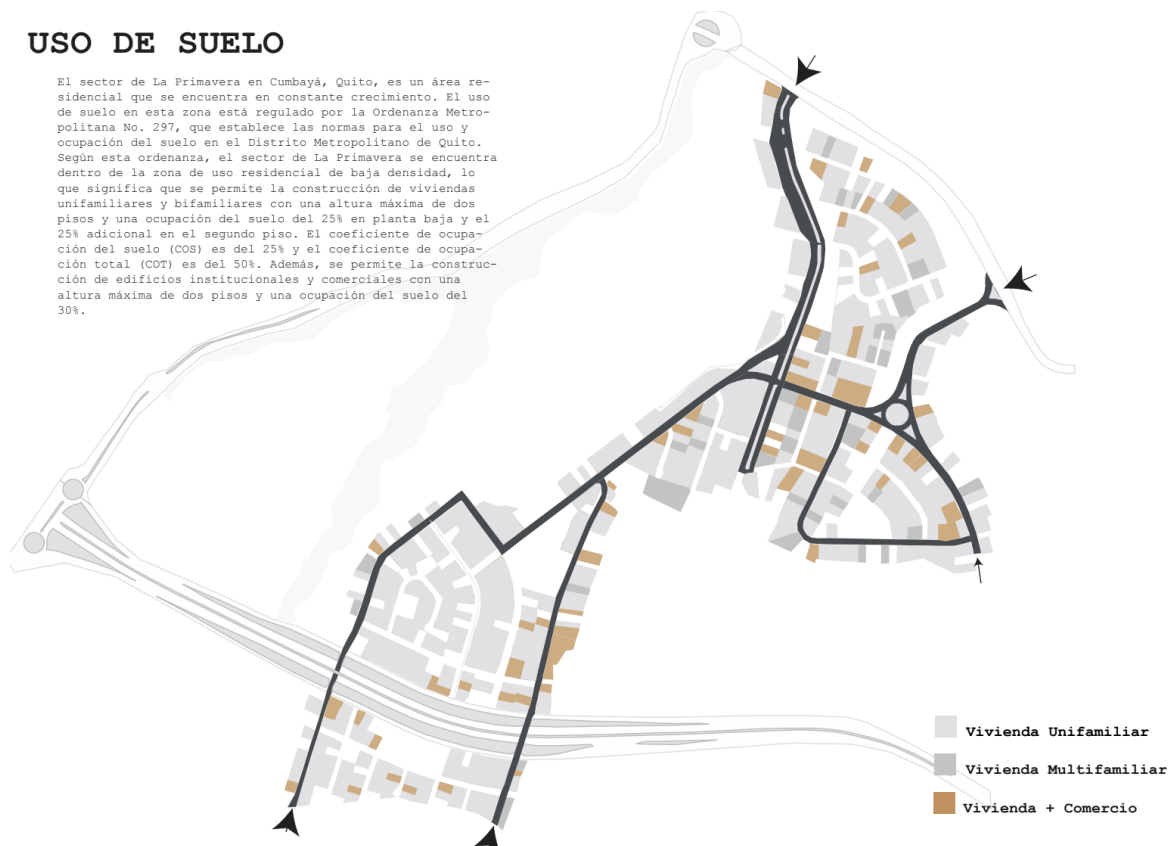 USO DE SUELO
El sector de La Primavera en Cumbayá, Quito, es un área re-
sidencial que se encuentra en constante crecimiento. El uso
de suelo en esta zona está regulado por la Ordenanza Metro-
politana No. 297, que establece las normas para el uso y
ocupación del suelo en el Distrito Metropolitano de Quito.
Según esta ordenanza, el sector de La Primavera se encuentra
dentro de la zona de uso residencial de baja densidad, lo
que significa que se permite la construcción de viviendas
unifamiliares y bifamiliares con una altura máxima de dos
pisos y una ocupación del suelo del 25% en planta baja y el
25% adicional en el segundo piso. El coeficiente de ocupa-
ción del suelo (COS) es del 25% y el coeficiente de ocupa-
ción total (COT) es del 50%. Además, se permite la construc-
ción de edificios institucionales y comerciales con una
altura máxima de dos pisos y una ocupación del suelo del
30%.
Vivienda Unifamiliar
Vivienda Multifamiliar
Vivienda + Comercio